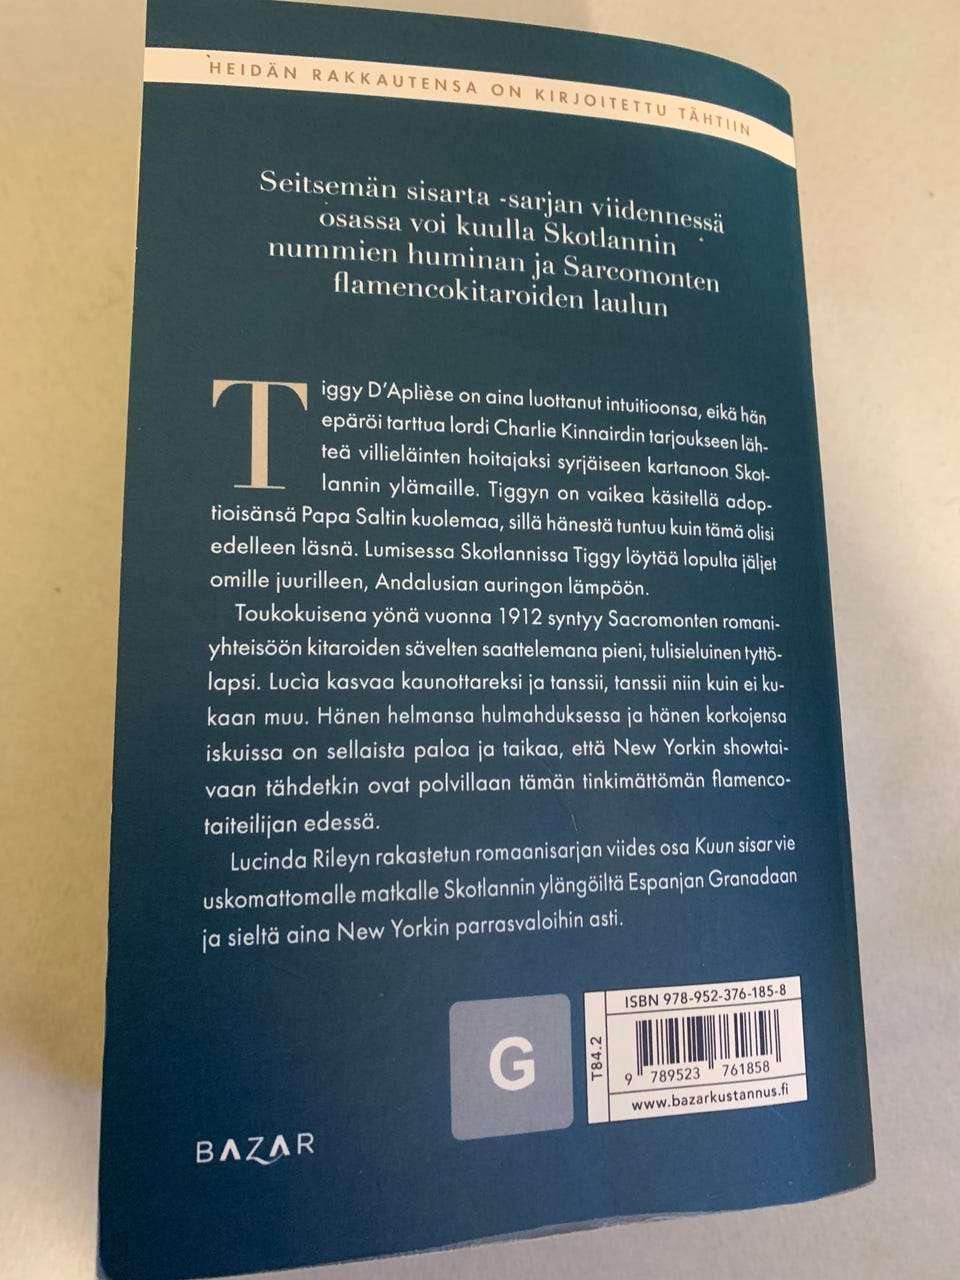 HEIDÄN RAKKAUTENSA ON KIRJOITETTU TÄHTIIN
Seitsemän sisarta -sarjan viidennessä
osassa voi kuulla Skotlannin
nummien huminan ja Sarcomonten
flamencokitaroiden laulun
Tiggy D'Aplièse on aina luottanut intuitioonsa, eikä hän
epäröi tarttua lordi Charlie Kinnairdin tarjoukseen läh-
teä villieläinten hoitajaksi syrjäiseen kartanoon Skot-
lannin ylämaille. Tiggyn on vaikea käsitellä adop-
tioisänsä Papa Saltin kuolemaa, sillä hänestä tuntuu kuin tämä olisi
edelleen läsnä. Lumisessa Skotlannissa Tiggy löytää lopulta jäljet
omille juurilleen, Andalusian auringon lämpöön.
Toukokuisena yönä vuonna 1912 syntyy Sacromonten romani-
yhteisöön kitaroiden sävelten saattelemana pieni, tulisieluinen tyttö-
lapsi. Lucìa kasvaa kaunottareksi ja tanssii, tanssii niin kuin ei ku-
kaan muu. Hänen helmansa hulmahduksessa ja hänen korkojensa
iskuissa on sellaista paloa ja taikaa, että New Yorkin showtai-
vaan tähdetkin ovat polvillaan tämän tinkimättömän flamenco-
taiteilijan edessä.
Lucinda Rileyn rakastetun romaanisarjan viides osa Kuun sisar vie
uskomattomalle matkalle Skotlannin ylängöiltä Espanjan Granadaan
ja sieltä aina New Yorkin parrasvaloihin asti.
G
T84.2
ISBN 978-952-376-185-8
9 789523 761858
www.bazarkustannus.fi
BAZAR